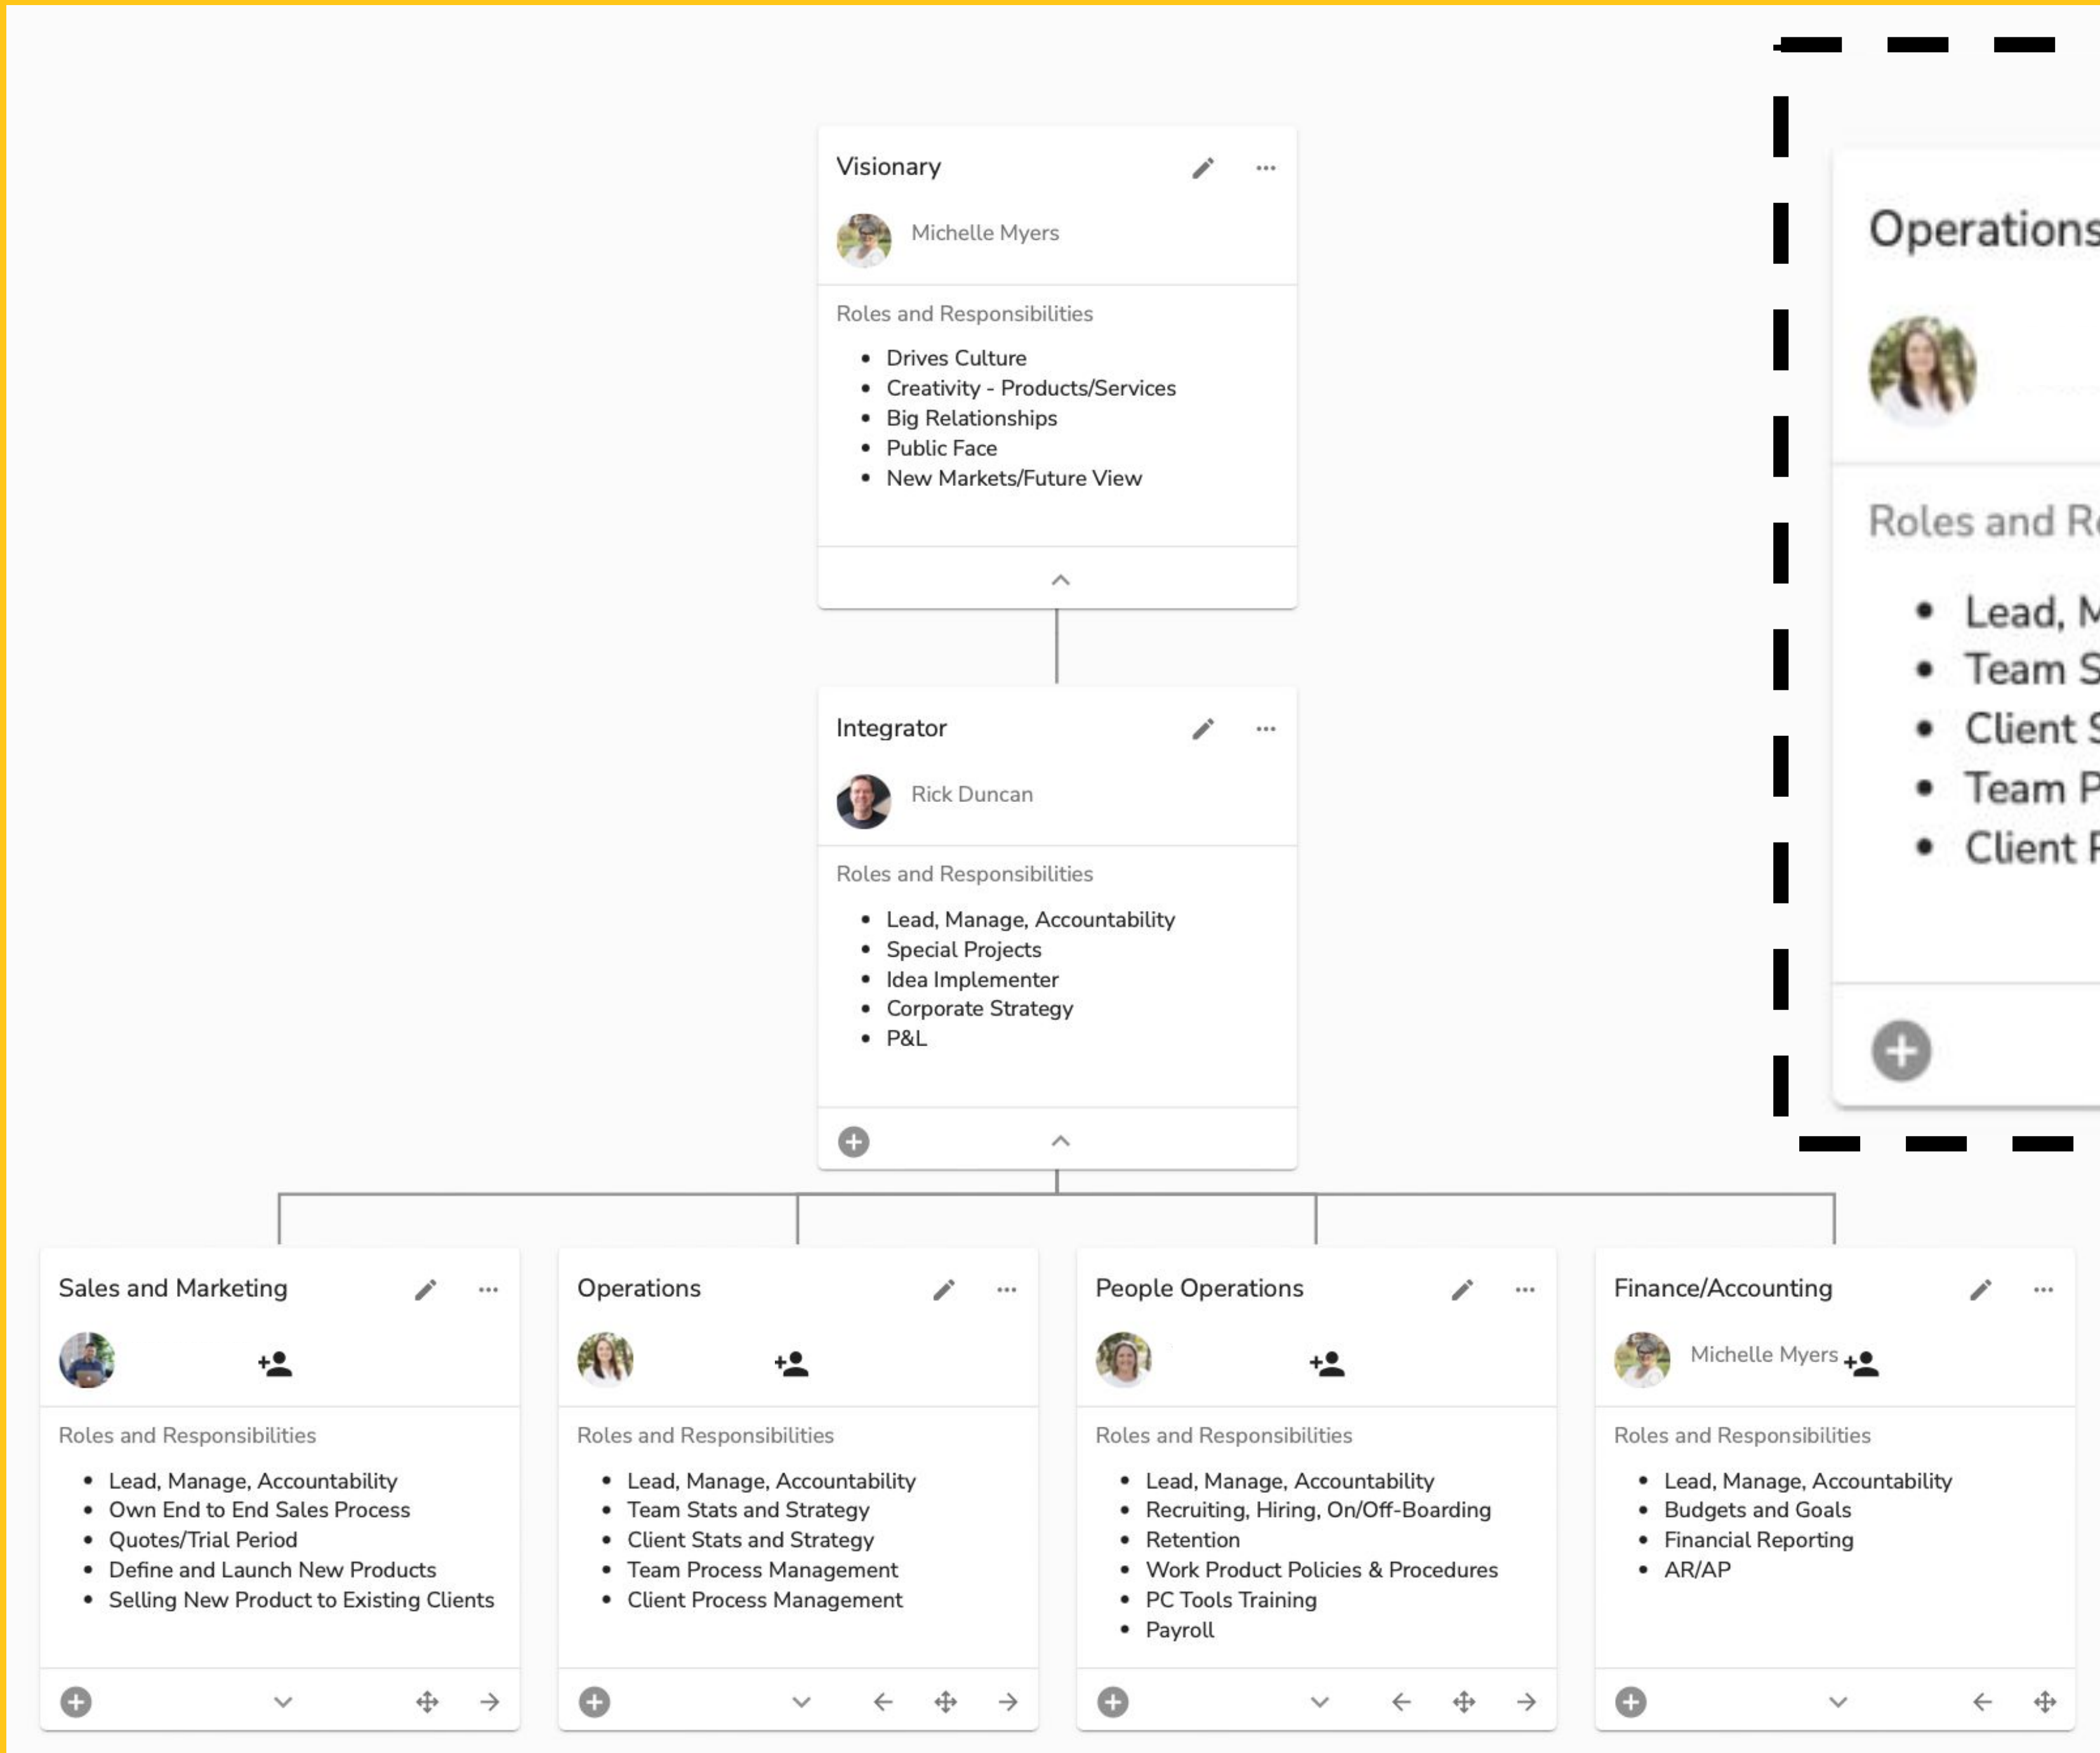 Visionary
Michelle Myers
Roles and Responsibilities
Drives Culture
Creativity - Products/Services
Big Relationships
Public Face
New Markets/Future View
Integrator
Rick Duncan
Roles and Responsibilities
Lead, Manage, Accountability
Special Projects
Idea Implementer
Corporate Strategy
P&L
Sales and Marketing
Roles and Responsibilities
Lead, Manage, Accountability
Own End to End Sales Process
Quotes/Trial Period
Define and Launch New Products
Selling New Product to Existing Clients
Operations
Roles and Responsibilities
Lead, Manage, Accountability
Team Stats and Strategy
Client Stats and Strategy
Team Process Management
Client Process Management
People Operations
Roles and Responsibilities
Lead, Manage, Accountability
Recruiting, Hiring, On/Off-Boarding
Retention
Work Product Policies & Procedures
PC Tools Training
Payroll
Finance/Accounting
Michelle Myers
Roles and Responsibilities
Lead, Manage, Accountability
Budgets and Goals
Financial Reporting
AR/AP
Operations
Roles and
Lead,
Team
Client
Team
Client